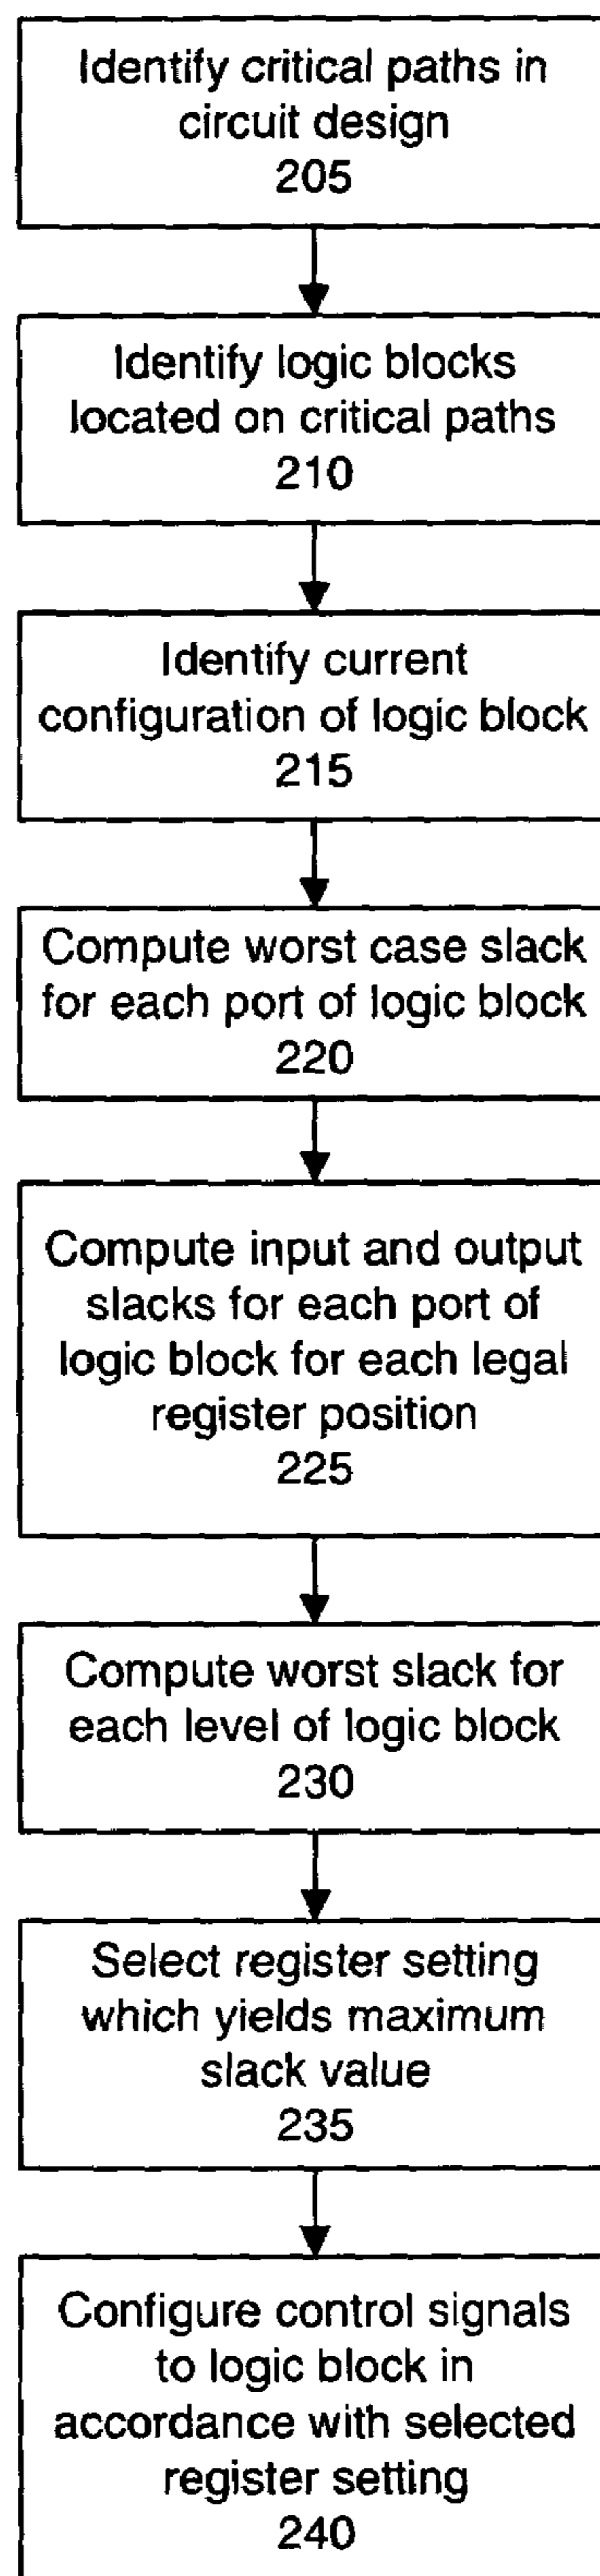 Identify critical paths in
circuit design
205
Identify logic blocks
located on critical paths
210
Identify current
configuration of logic block
215
Compute worst case slack
for each port of logic block
220
Compute input and output
slacks for each port of
logic block for each legal
register position
225
Compute worst slack for
each level of logic block
230
Select register setting
which yields maximum
slack value
235
Configure control signals
to logic block in
accordance with selected
register setting
240